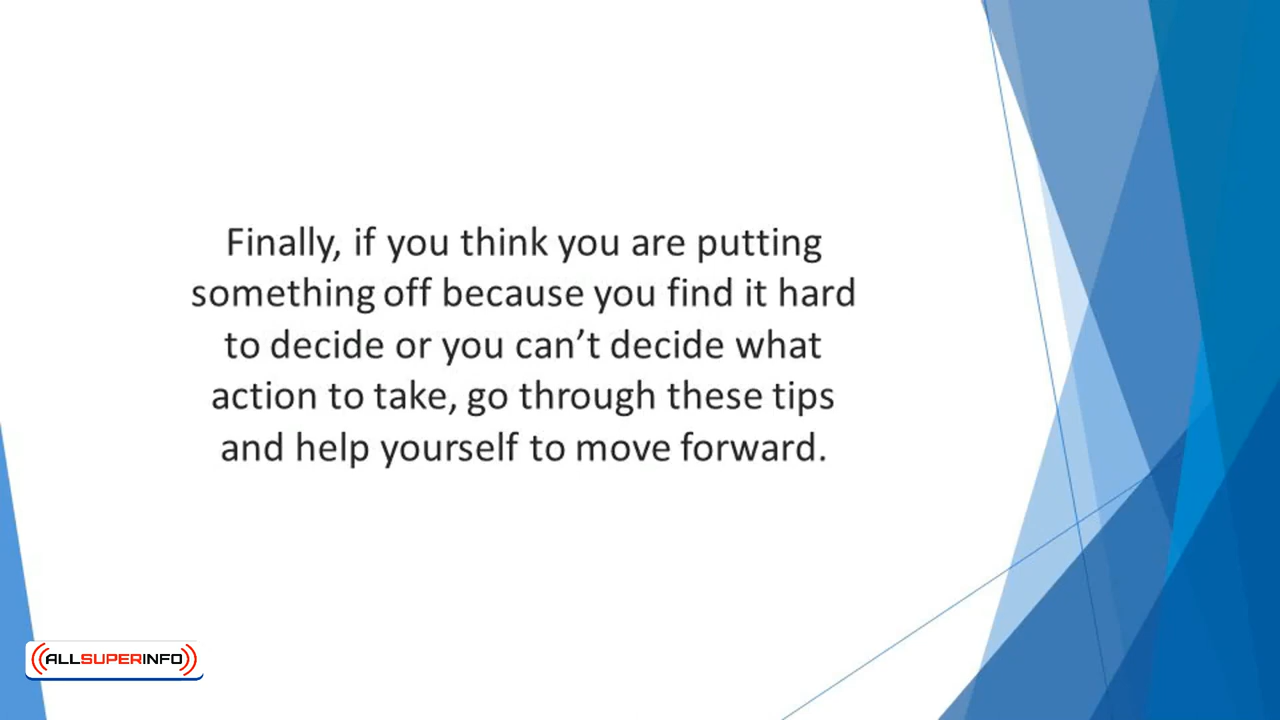 Finally, if you think you are putting
something off because you find it hard
to decide or you can’t decide what
action to take, go through these tips
and help yourself to move forward.
ALLSUPERINFO